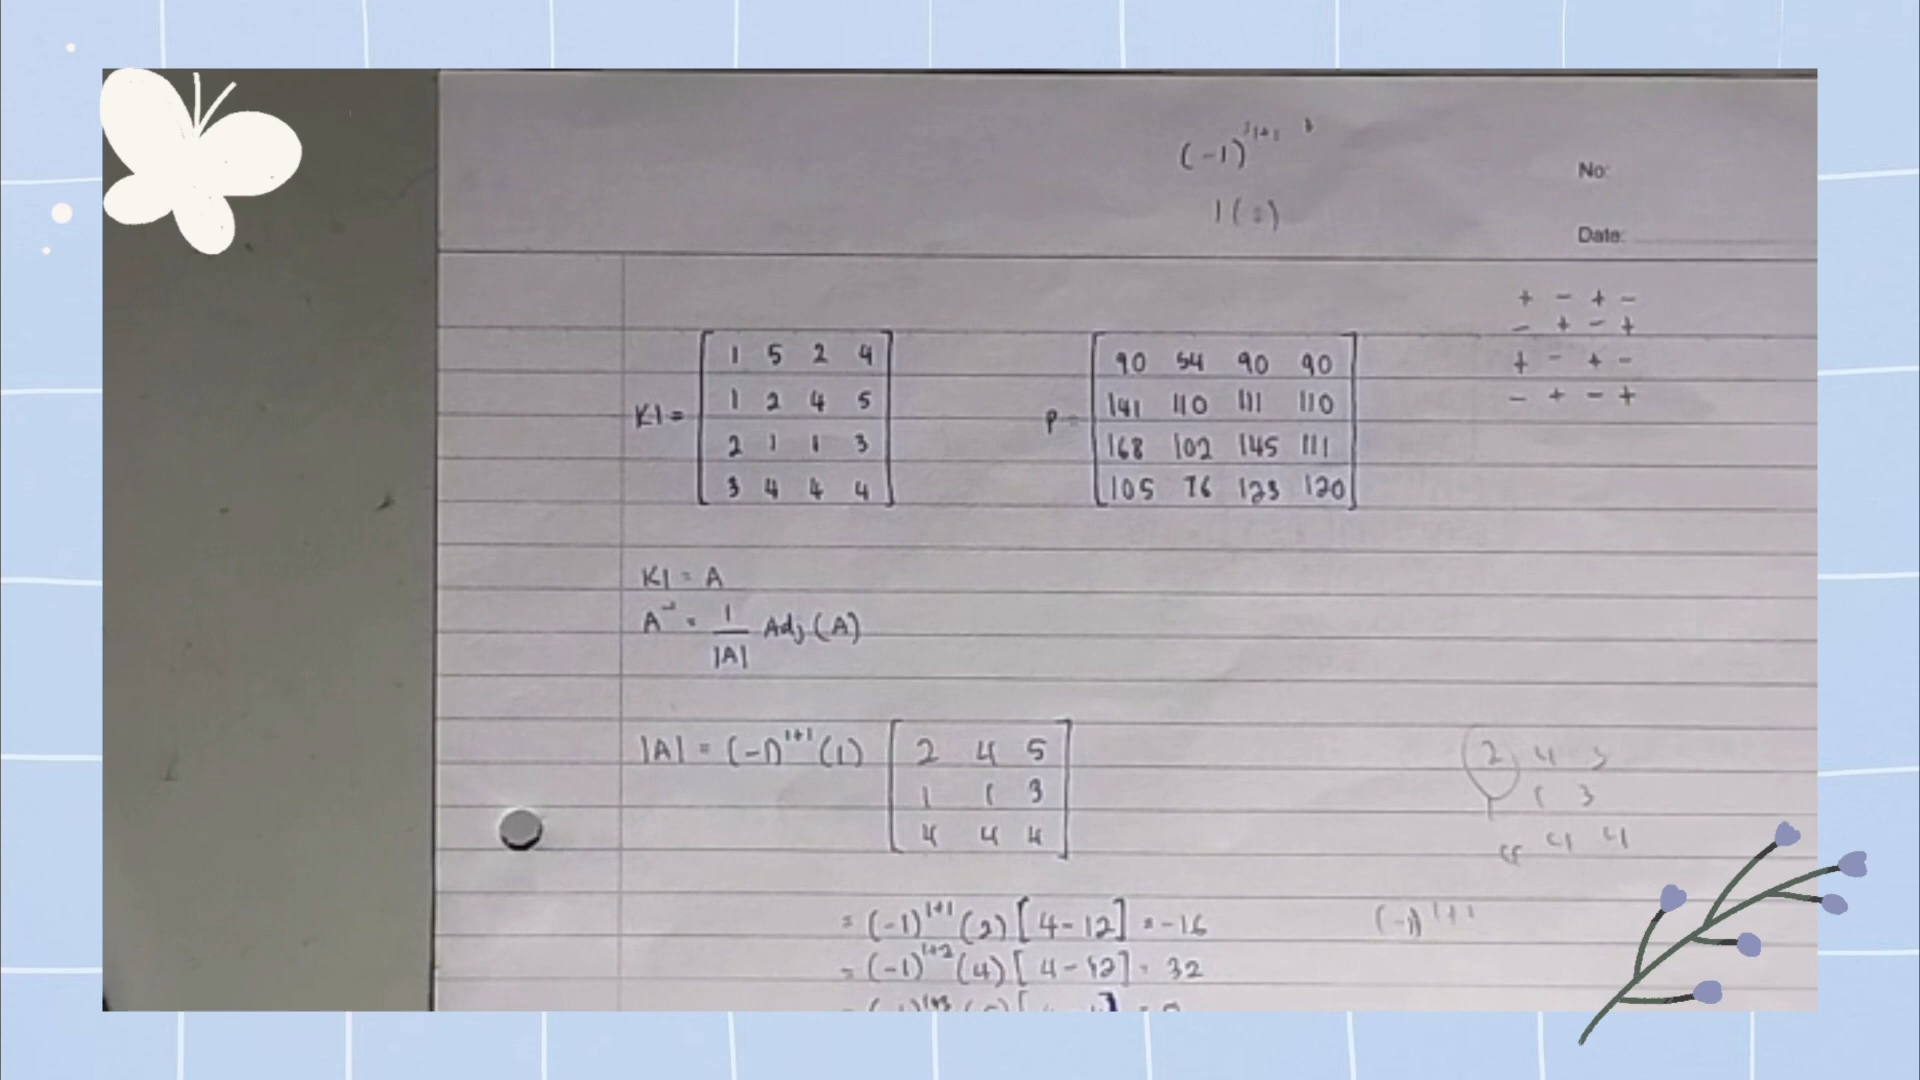 (-1)¹⁺¹
1(
No:
Date:
+ - + -
- + - +
+ - + -
- + - +
K1 = [ 1 5 2 4
1 2 4 5
2 1 1 3
3 4 4 4 ]
P = [ 90 54 90 90
141 110 111 110
168 102 145 111
105 76 123 120 ]
K1 = A
A⁻ = 1/|A| Adj (A)
|A| = (-1)¹⁺¹ (1) [ 2 4 5
1 1 3
4 4 4 ]
2 4
1 3
4 4
= (-1)¹⁺¹ (2) [4 - 12] = -16
(-1)¹⁺¹
= (-1)¹⁺² (4) [4 - 12] = 32